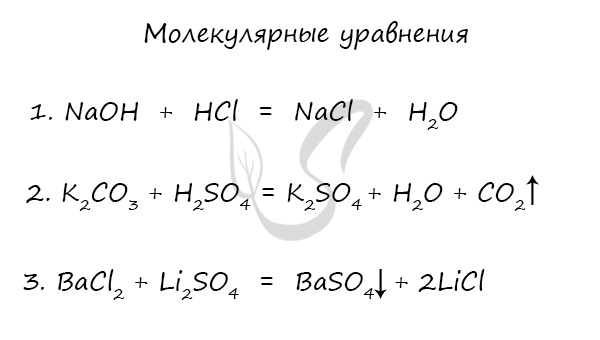 Молекулярные уравнения
1. NaOH + HCl = NaCl + H₂O
2. K₂CO₃ + H₂SO₄ = K₂SO₄ + H₂O + CO₂↑
3. BaCl₂ + Li₂SO₄ = BaSO₄↓ + 2LiCl